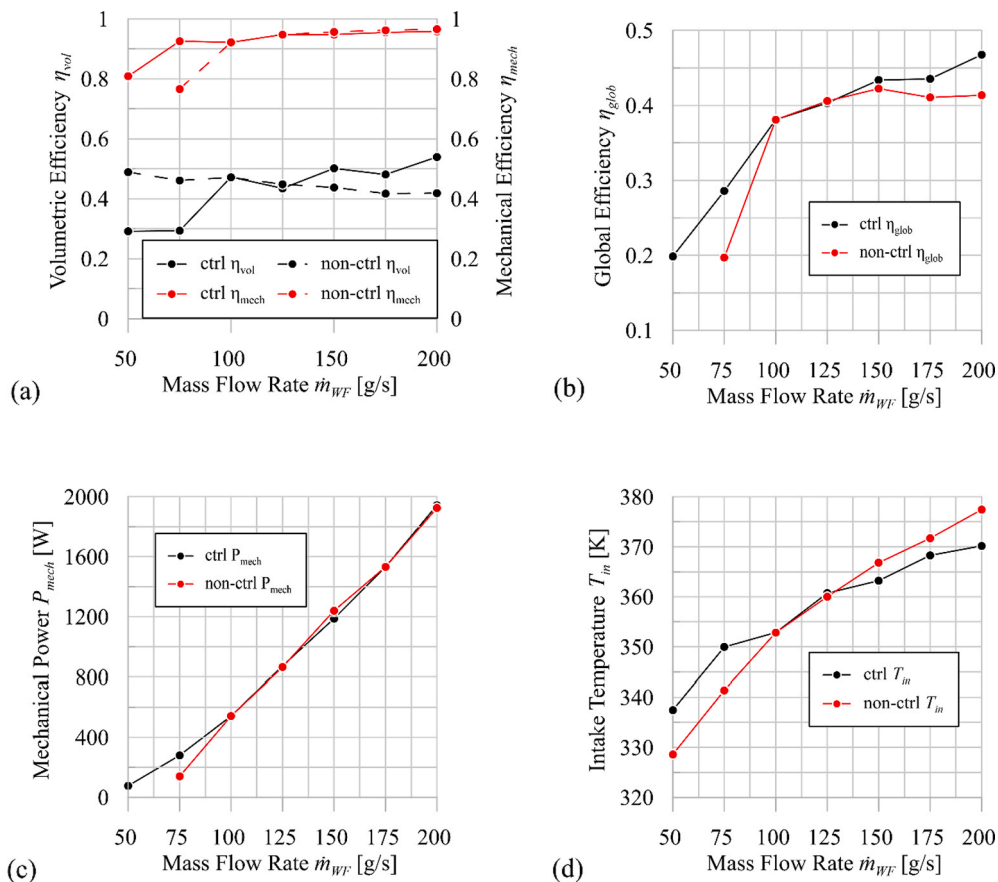 1
0.8
0.6
0.4
0.2
0
Volumetric Efficiency η_vol
1
0.8
0.6
0.4
0.2
0
Mechanical Efficiency η_mech
ctrl η_vol
non-ctrl η_vol
ctrl η_mech
non-ctrl η_mech
50 100 150 200
Mass Flow Rate ṁ_WF [g/s]
(a)
0.5
0.4
0.3
0.2
0.1
Global Efficiency η_glob
ctrl η_glob
non-ctrl η_glob
50 75 100 125 150 175 200
Mass Flow Rate ṁ_WF [g/s]
(b)
2000
1600
1200
800
400
0
Mechanical Power P_mech [W]
ctrl P_mech
non-ctrl P_mech
50 75 100 125 150 175 200
Mass Flow Rate ṁ_WF [g/s]
(c)
380
370
360
350
340
330
320
Intake Temperature T_in [K]
ctrl T_in
non-ctrl T_in
50 75 100 125 150 175 200
Mass Flow Rate ṁ_WF [g/s]
(d)